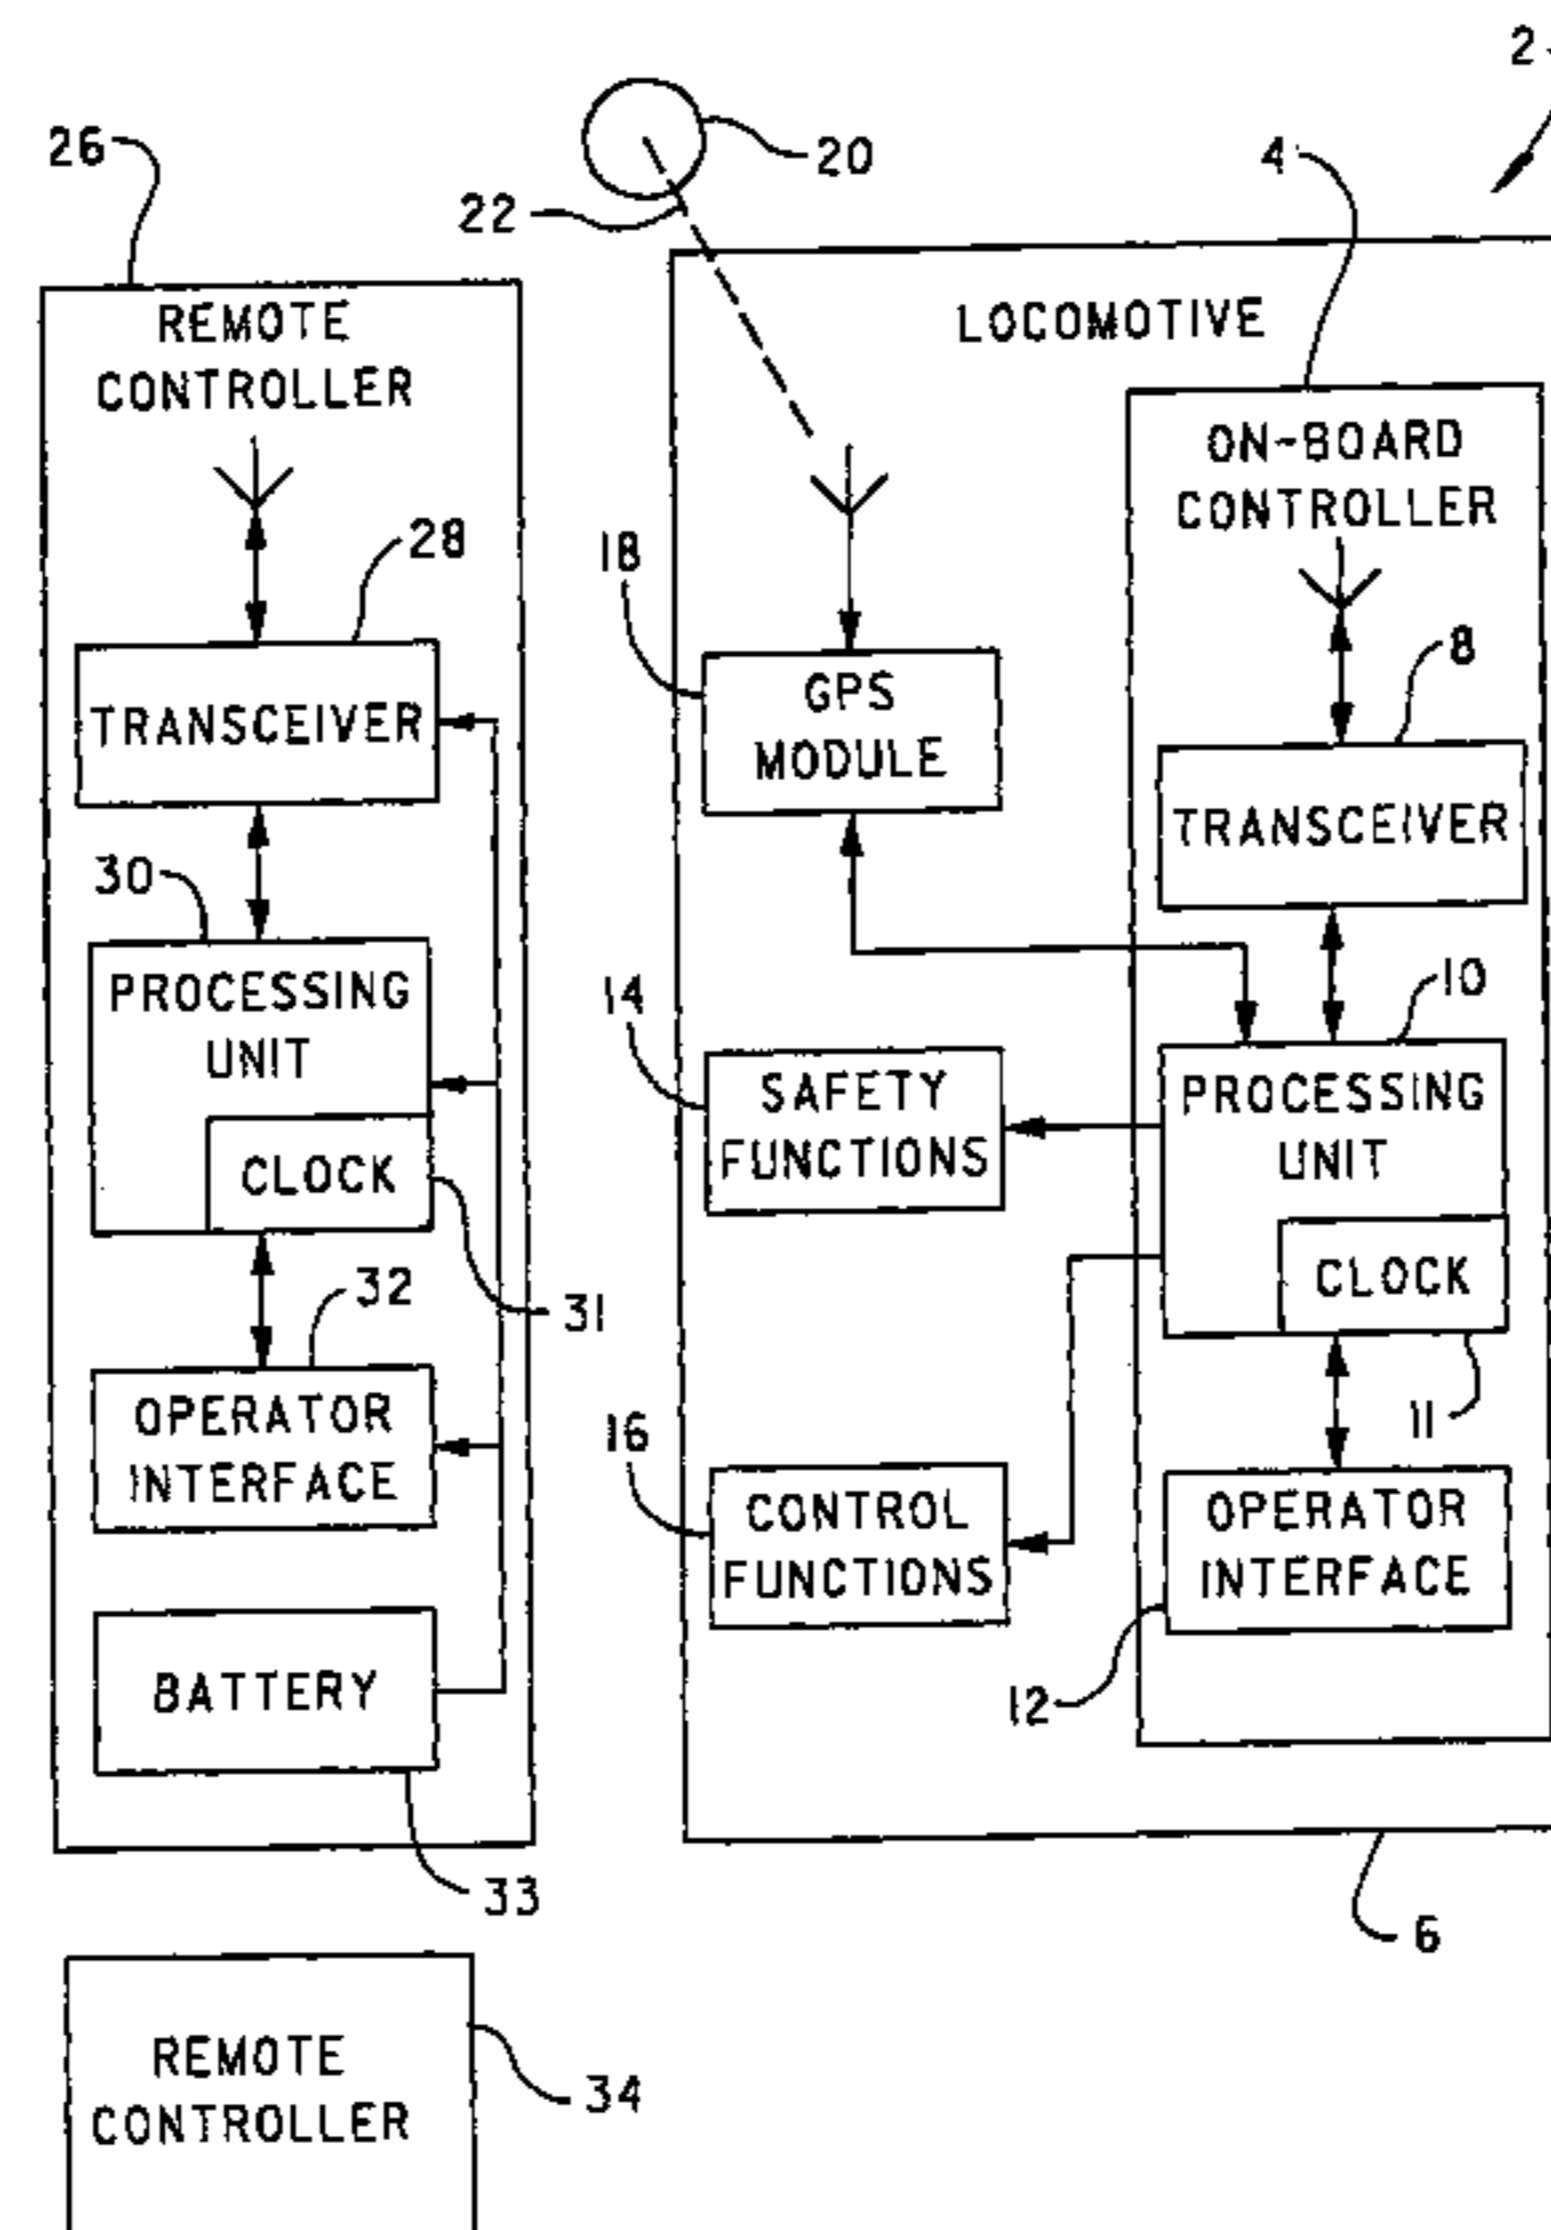 2
26
20
4
22
REMOTE
CONTROLLER
LOCOMOTIVE
ON-BOARD
CONTROLLER
28
18
8
TRANSCEIVER
GPS
MODULE
TRANSCEIVER
30
PROCESSING
UNIT
14
10
SAFETY
FUNCTIONS
PROCESSING
UNIT
CLOCK
CLOCK
32
31
11
OPERATOR
INTERFACE
16
CONTROL
FUNCTIONS
OPERATOR
INTERFACE
BATTERY
12
33
6
REMOTE
CONTROLLER
34